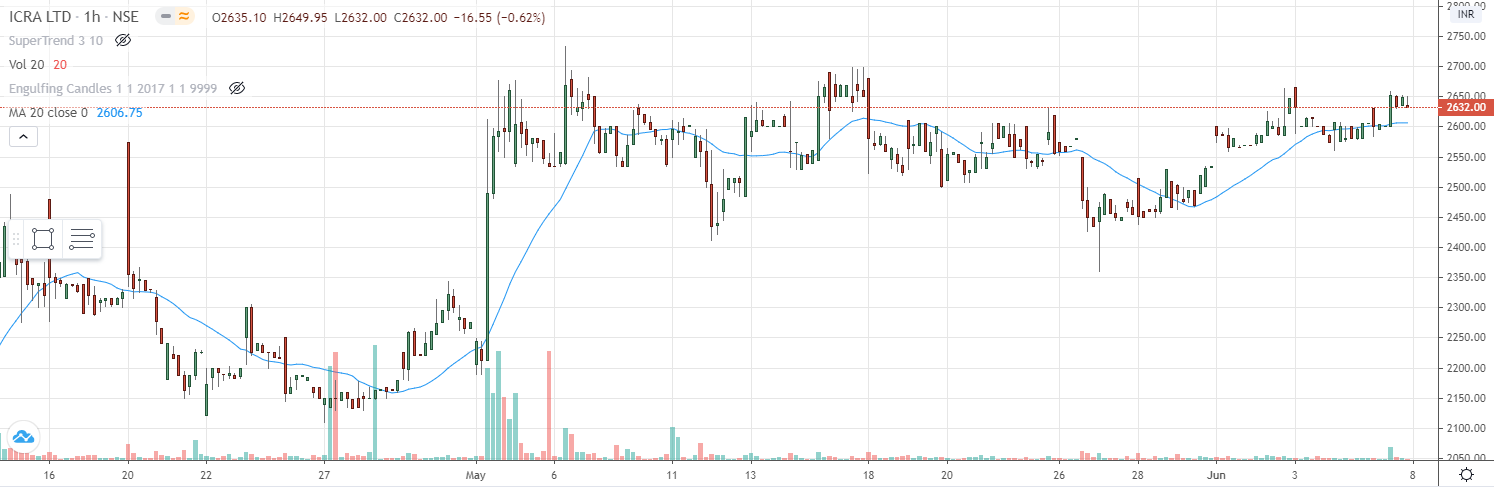 ICRA LTD · 1h · NSE O2635.10 H2649.95 L2632.00 C2632.00 −16.55 (−0.62%)
SuperTrend 3 10
Vol 20 20
Engulfing Candles 1 1 2017 1 1 9999
MA 20 close 0 2606.75
2800.00
INR
2750.00
2700.00
2650.00
2632.00
2600.00
2550.00
2500.00
2450.00
2400.00
2350.00
2300.00
2250.00
2200.00
2150.00
2100.00
2050.00
16 20 22 27 May 6 11 13 18 20 26 28 Jun 3 8